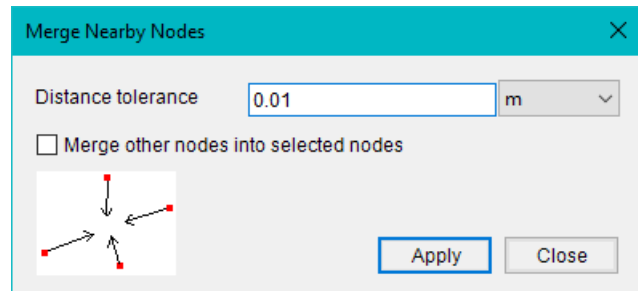 Merge Nearby Nodes
Distance tolerance 0.01 m
Merge other nodes into selected nodes
Apply Close